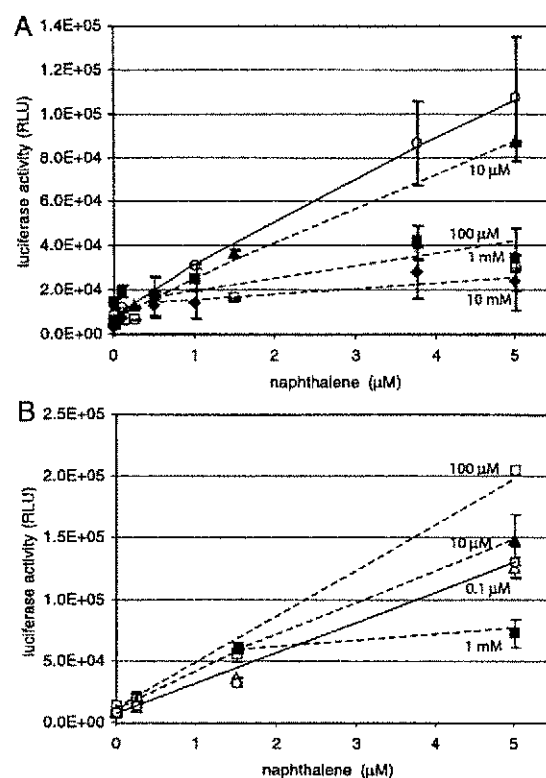 A
luciferase activity (RLU)
1.4E+05
1.2E+05
1.0E+05
8.0E+04
6.0E+04
4.0E+04
2.0E+04
0.0E+00
10 μM
100 μM
1 mM
10 mM
0 1 2 3 4 5
naphthalene (μM)
B
luciferase activity (RLU)
2.5E+05
2.0E+05
1.5E+05
1.0E+05
5.0E+04
0.0E+00
100 μM
10 μM
0.1 μM
1 mM
0 1 2 3 4 5
naphthalene (μM)